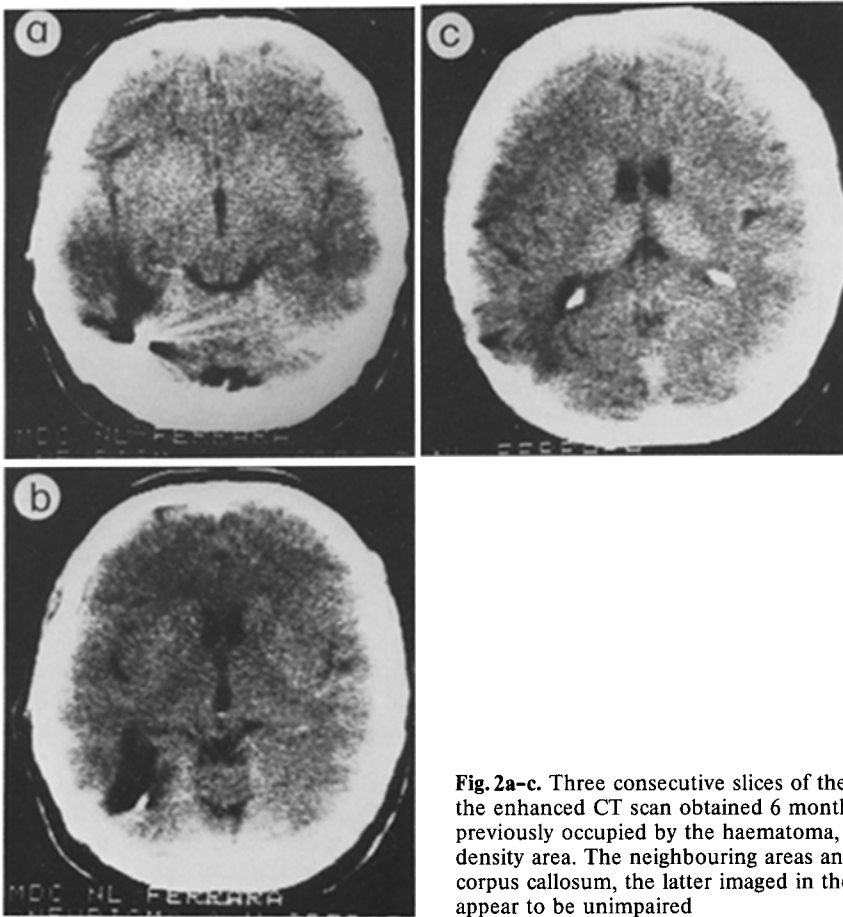 a
c
MDC NL FERRARA
b
MDC NL FERRARA
Fig. 2a-c. Three consecutive slices of the
the enhanced CT scan obtained 6 month
previously occupied by the haematoma,
density area. The neighbouring areas an
corpus callosum, the latter imaged in the
appear to be unimpaired